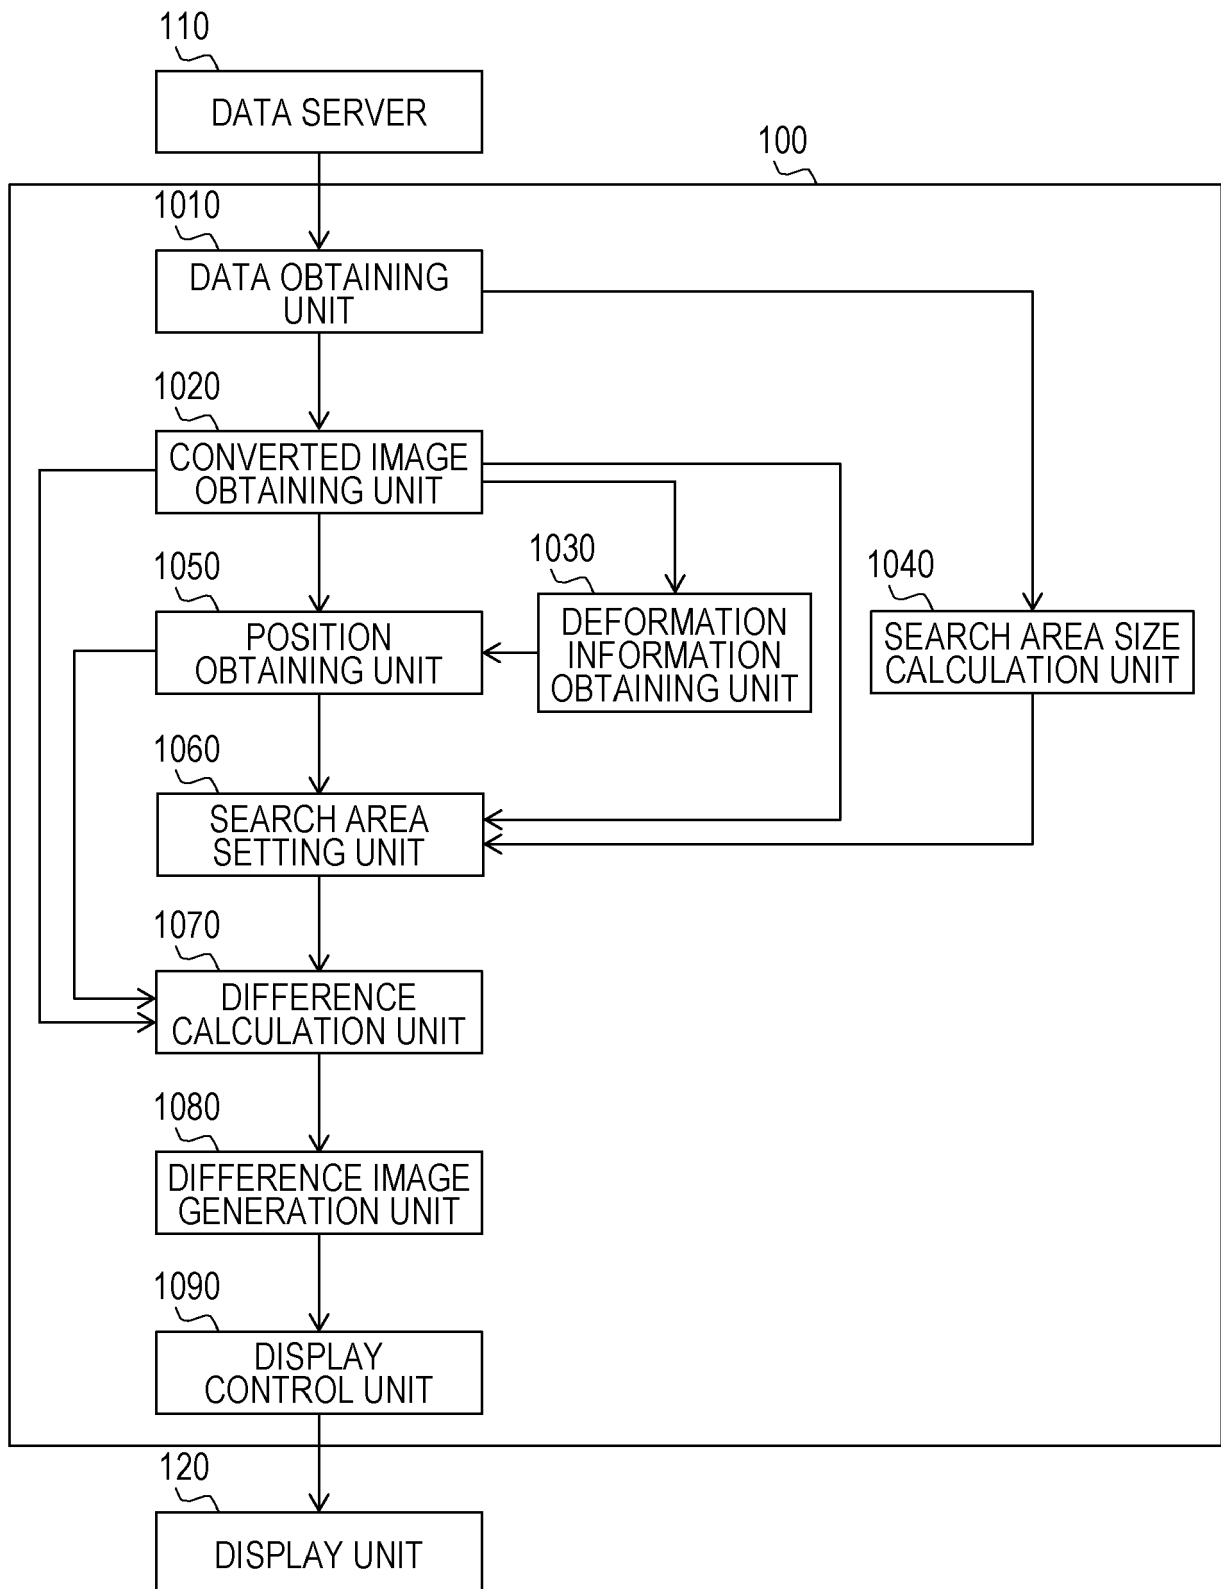 110
DATA SERVER
100
1010
DATA OBTAINING
UNIT
1020
CONVERTED IMAGE
OBTAINING UNIT
1030
DEFORMATION
INFORMATION
OBTAINING UNIT
1040
SEARCH AREA SIZE
CALCULATION UNIT
1050
POSITION
OBTAINING UNIT
1060
SEARCH AREA
SETTING UNIT
1070
DIFFERENCE
CALCULATION UNIT
1080
DIFFERENCE IMAGE
GENERATION UNIT
1090
DISPLAY
CONTROL UNIT
120
DISPLAY UNIT